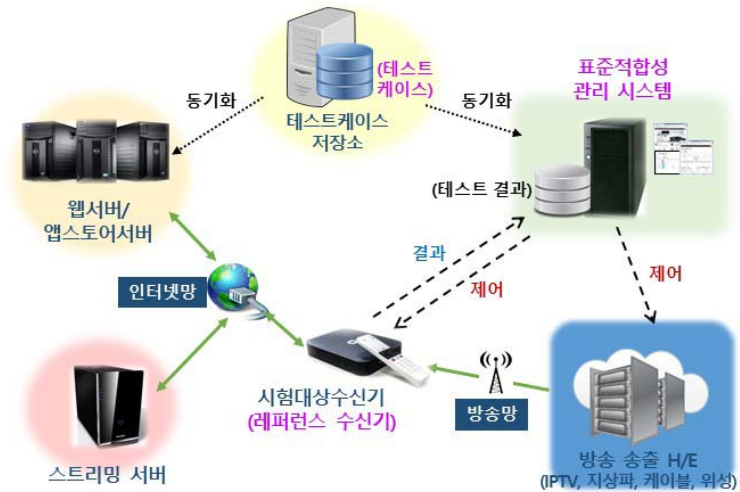 (테스트
케이스)
표준적합성
관리 시스템
동기화
동기화
테스트케이스
저장소
(테스트 결과)
웹서버/
앱스토어서버
결과
제어
제어
인터넷망
시험대상수신기
(레퍼런스 수신기)
방송망
스트리밍 서버
방송 송출 H/E
(IPTV, 지상파, 케이블, 위성)